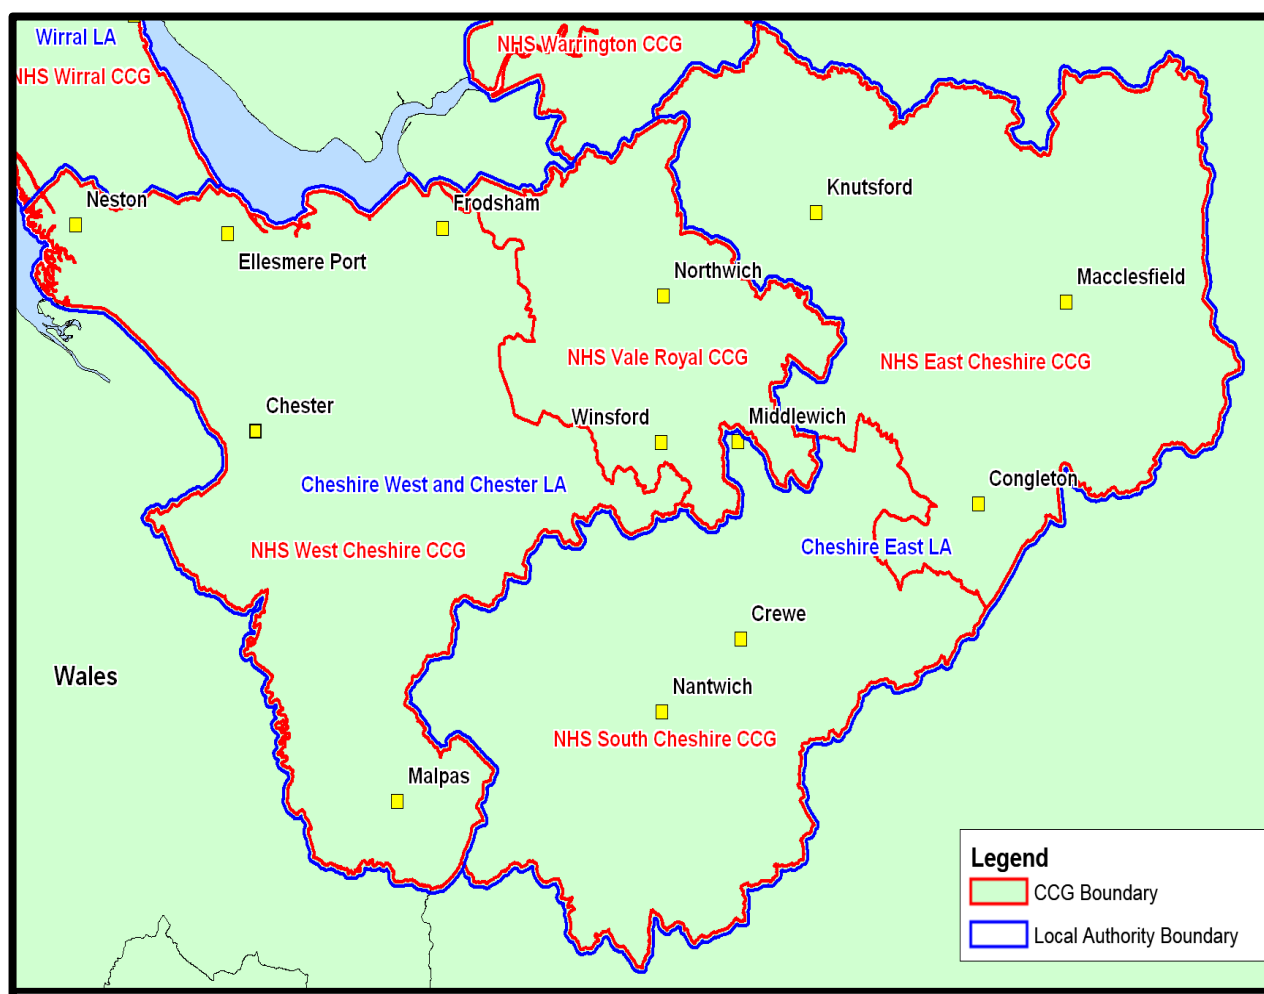 Wirral LA
NHS Warrington CCG
NHS Wirral CCG
Knutsford
Neston
Frodsham
Ellesmere Port
Northwich
Macclesfield
NHS Vale Royal CCG
NHS East Cheshire CCG
Chester
Winsford
Middlewich
Congleton
Cheshire West and Chester LA
Cheshire East LA
NHS West Cheshire CCG
Crewe
Wales
Nantwich
NHS South Cheshire CCG
Malpas
Legend
CCG Boundary
Local Authority Boundary